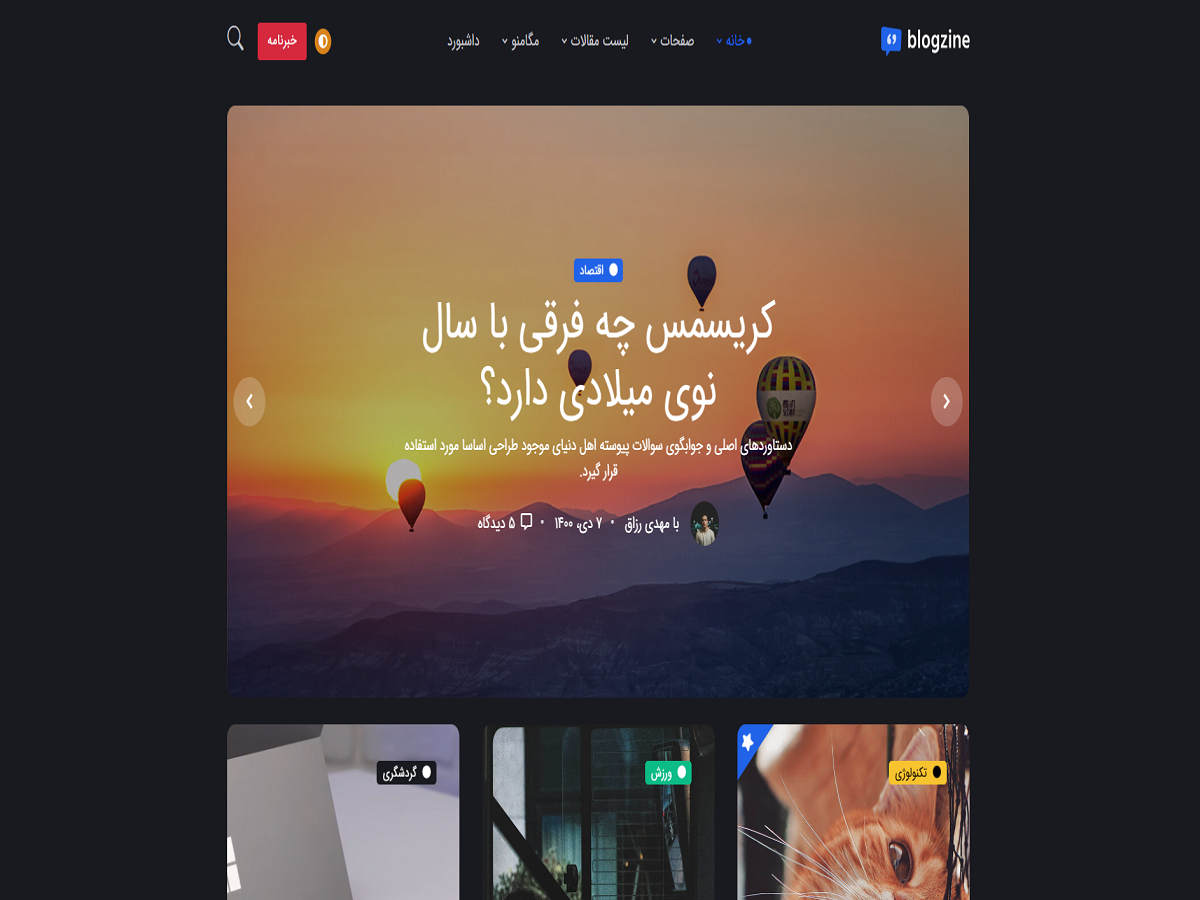 blogzine
خانه
صفحات
لیست مقالات
مگامنو
داشبورد
خبرنامه
اقتصاد
کریسمس چه فرقی با سال
نوی میلادی دارد؟
دستاوردهای اصلی و جوابگوی سوالات پیوسته اهل دنیای موجود طراحی اساسا مورد استفاده
قرار گیرد.
با مهدی رزاق • ۷ دی، ۱۴۰۰ • ۵ دیدگاه
تکنولوژی
ورزش
گردشگری